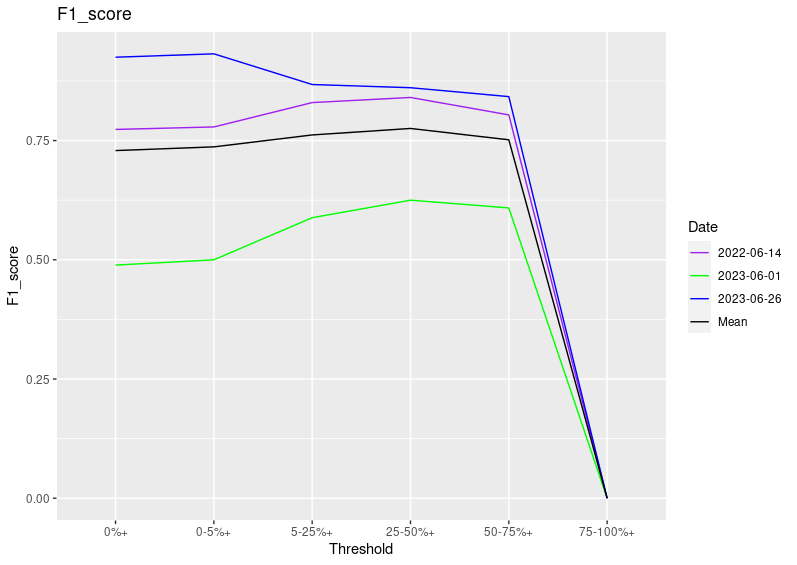 F1_score
F1_score
0.75
0.50
0.25
0.00
0%+ 0-5%+ 5-25%+ 25-50%+ 50-75%+ 75-100%+
Threshold
Date
2022-06-14
2023-06-01
2023-06-26
Mean